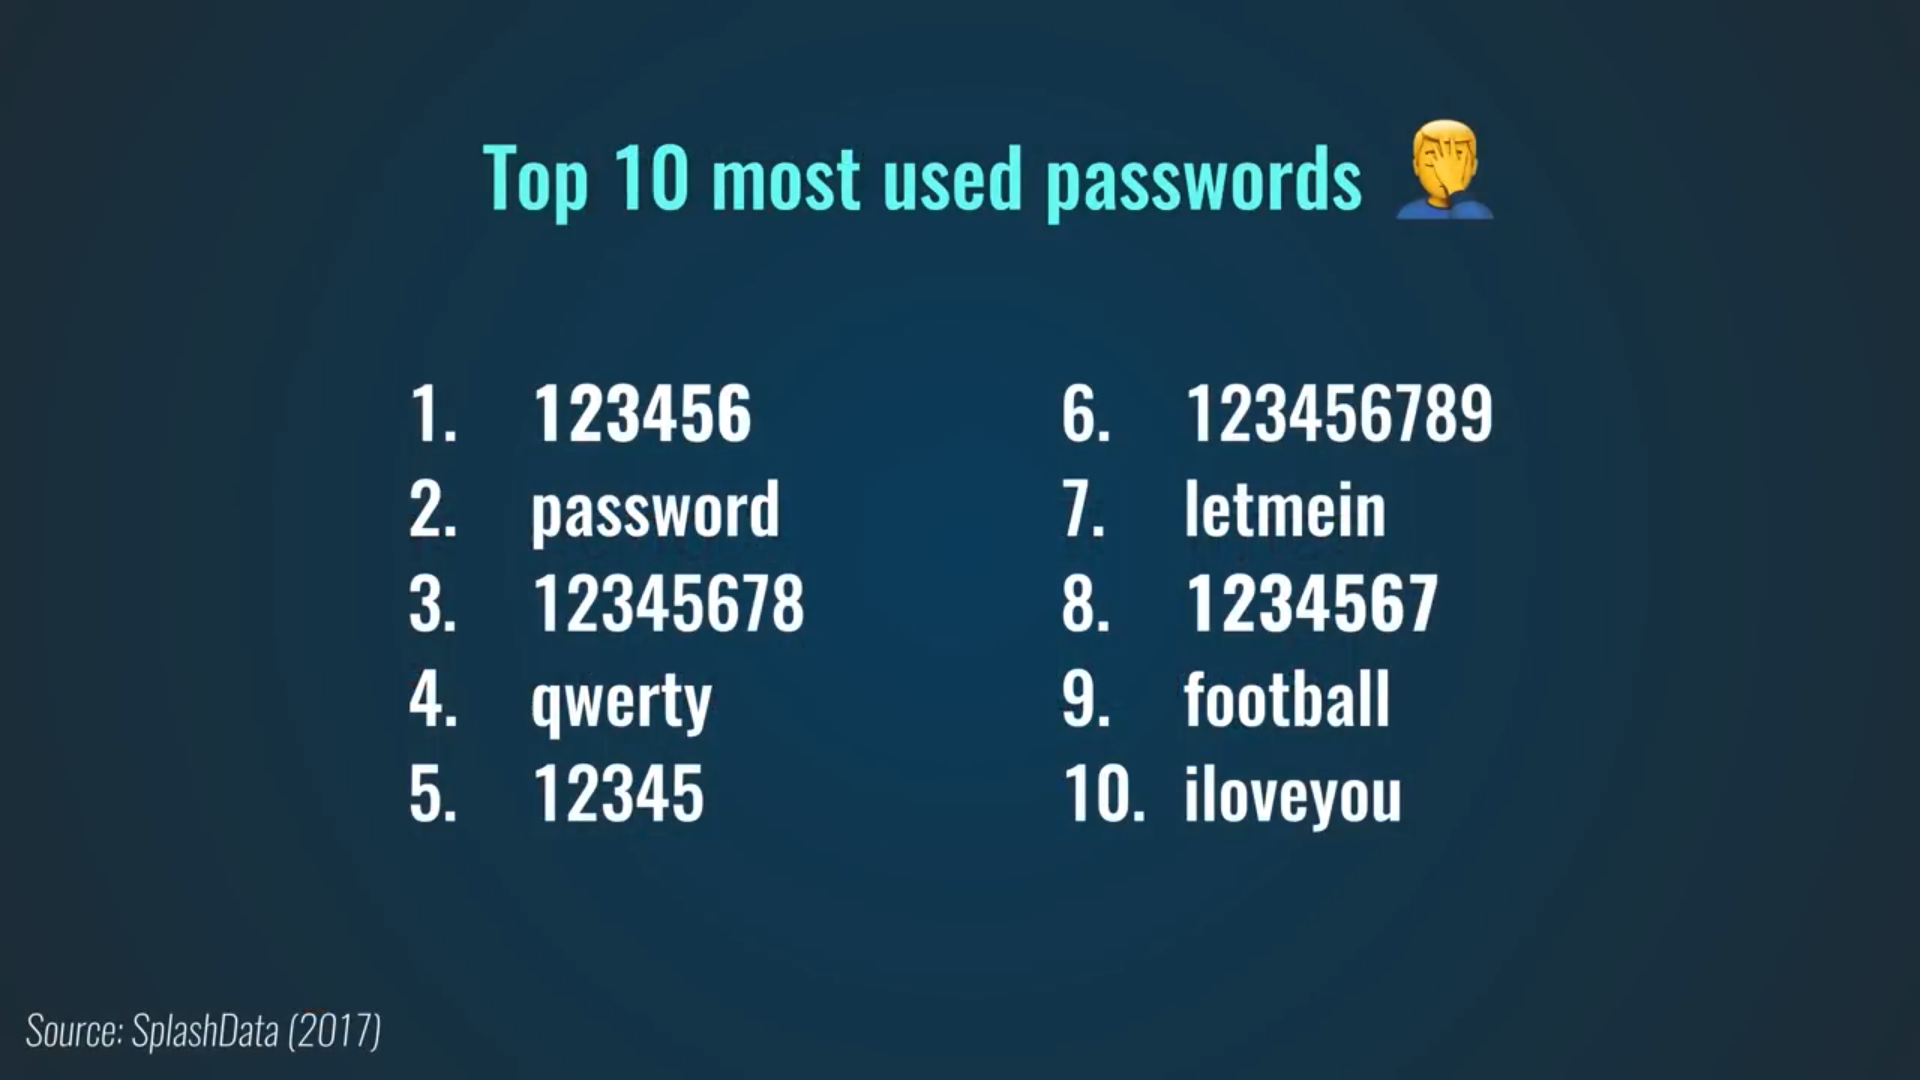 Top 10 most used passwords 🤦‍♂️
1. 123456
2. password
3. 12345678
4. qwerty
5. 12345
6. 123456789
7. letmein
8. 1234567
9. football
10. iloveyou
Source: SplashData (2017)